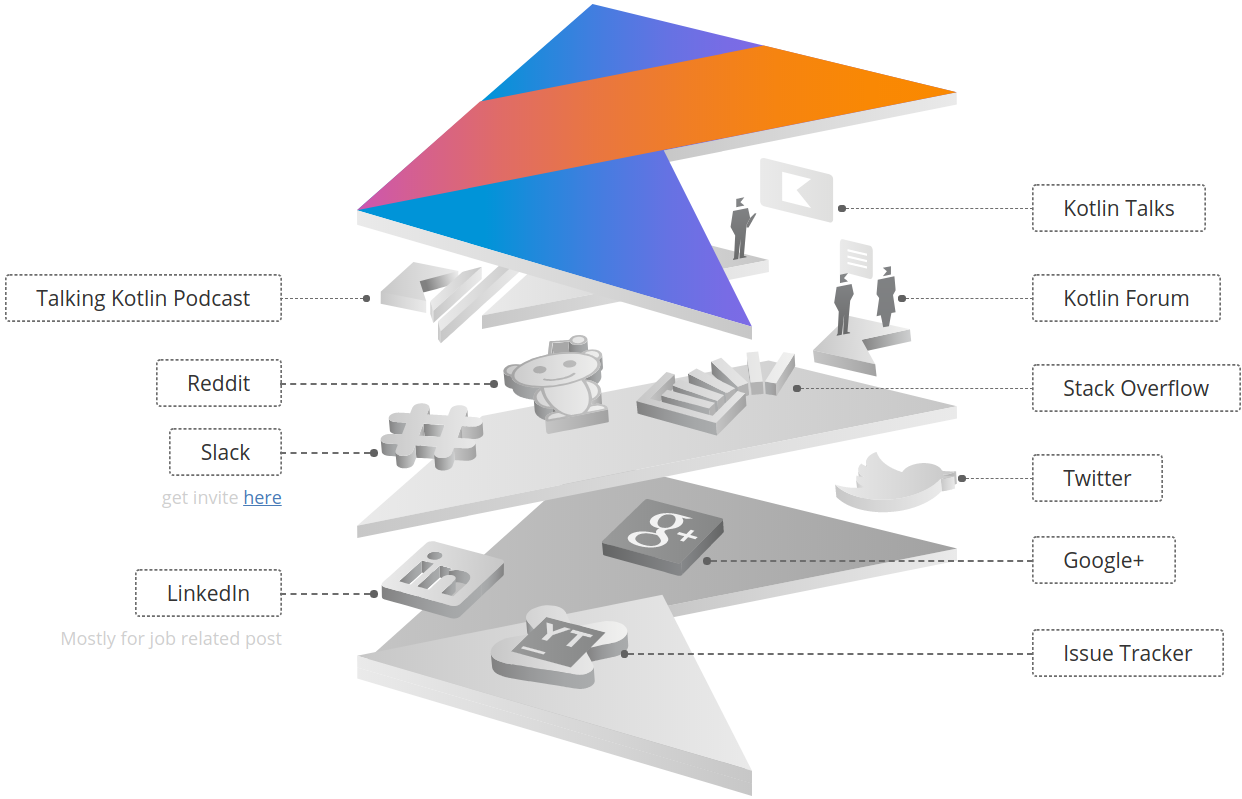 Kotlin Talks
Talking Kotlin Podcast
Kotlin Forum
Reddit
Stack Overflow
Slack
get invite here
Twitter
g+
in
Google+
LinkedIn
Mostly for job related post
YT
Issue Tracker